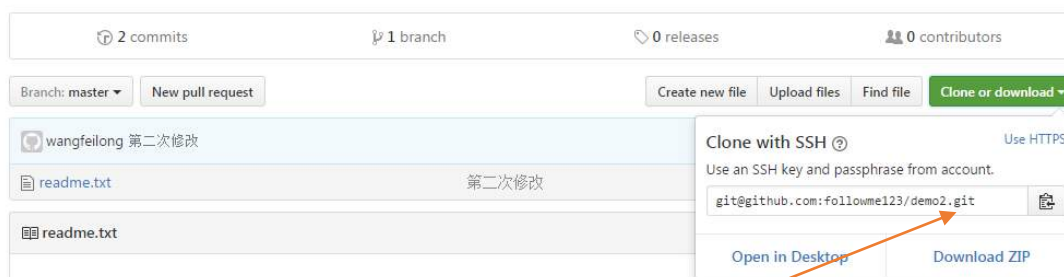 2 commits 1 branch 0 releases 0 contributors
Branch: master New pull request Create new file Upload files Find file Clone or download
wangfeilong 第二次修改
readme.txt 第二次修改
readme.txt
Clone with SSH Use HTTPS
Use an SSH key and passphrase from account.
git@github.com:followme123/demo2.git
Open in Desktop Download ZIP